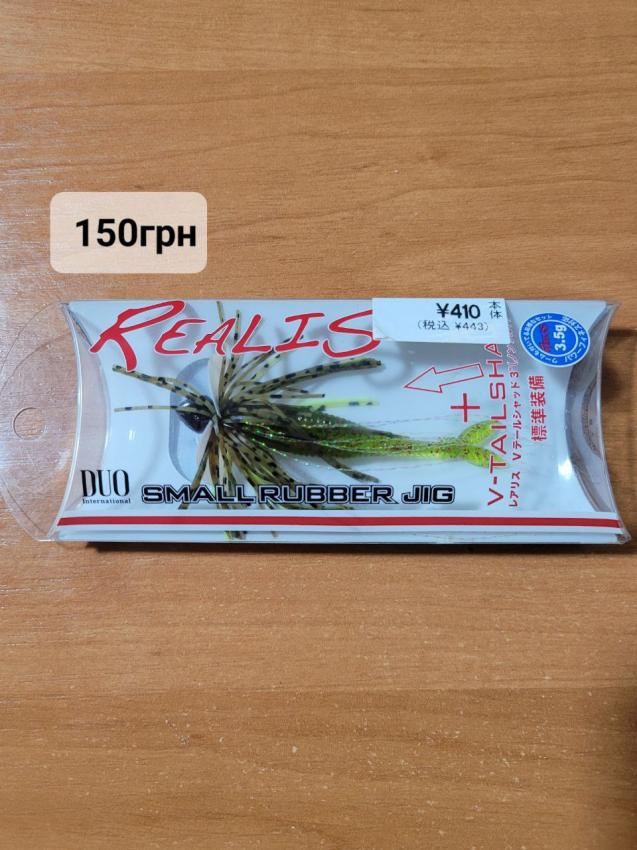 150грн
REALIS
¥410 本体
(税込 ¥443)
3.5g
+
V-TAILSHA
レアリス Vテールシャッド3"
標準装備
DUO
International
SMALL RUBBER JIG